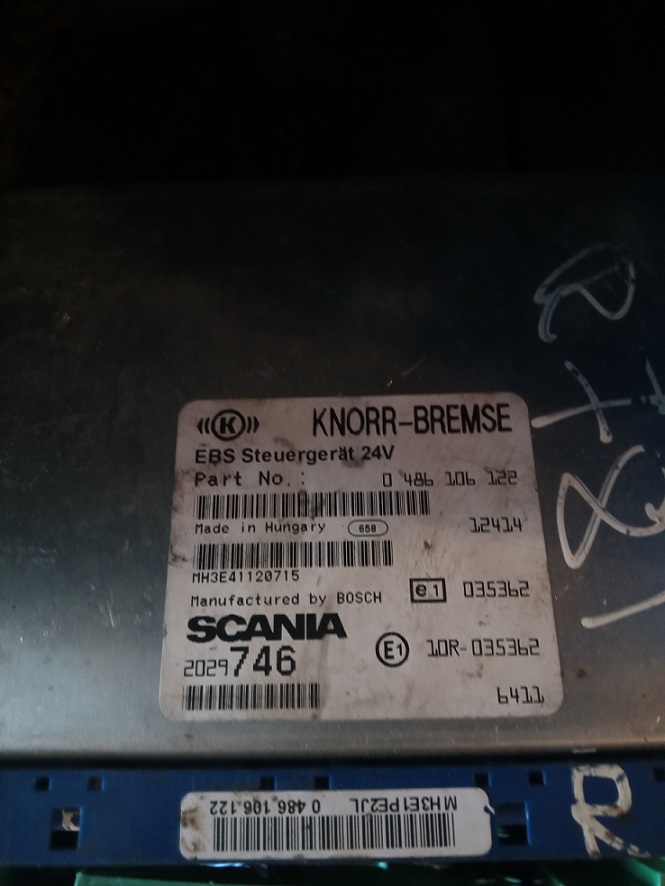 K KNORR-BREMSE
EBS Steuergerät 24V
Part No.: 0 486 106 122
Made in Hungary 658 12414
MH3E41120715
Manufactured by BOSCH e1 035362
SCANIA
2029746 E1 10R-035362
6411
R
MH3E1PE2JL 0 486 106 122